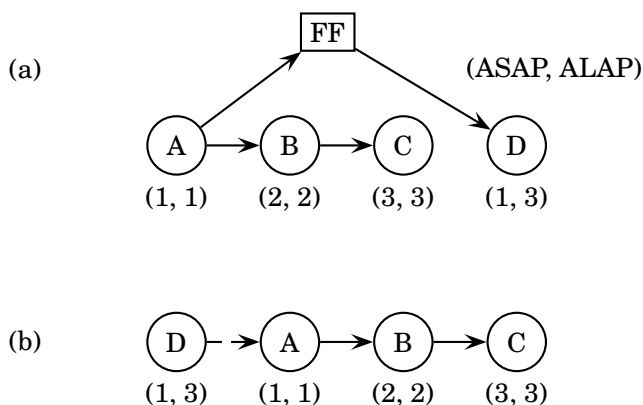 FF
(a) (ASAP, ALAP)
A B C D
(1, 1) (2, 2) (3, 3) (1, 3)
(b) D A B C
(1, 3) (1, 1) (2, 2) (3, 3)